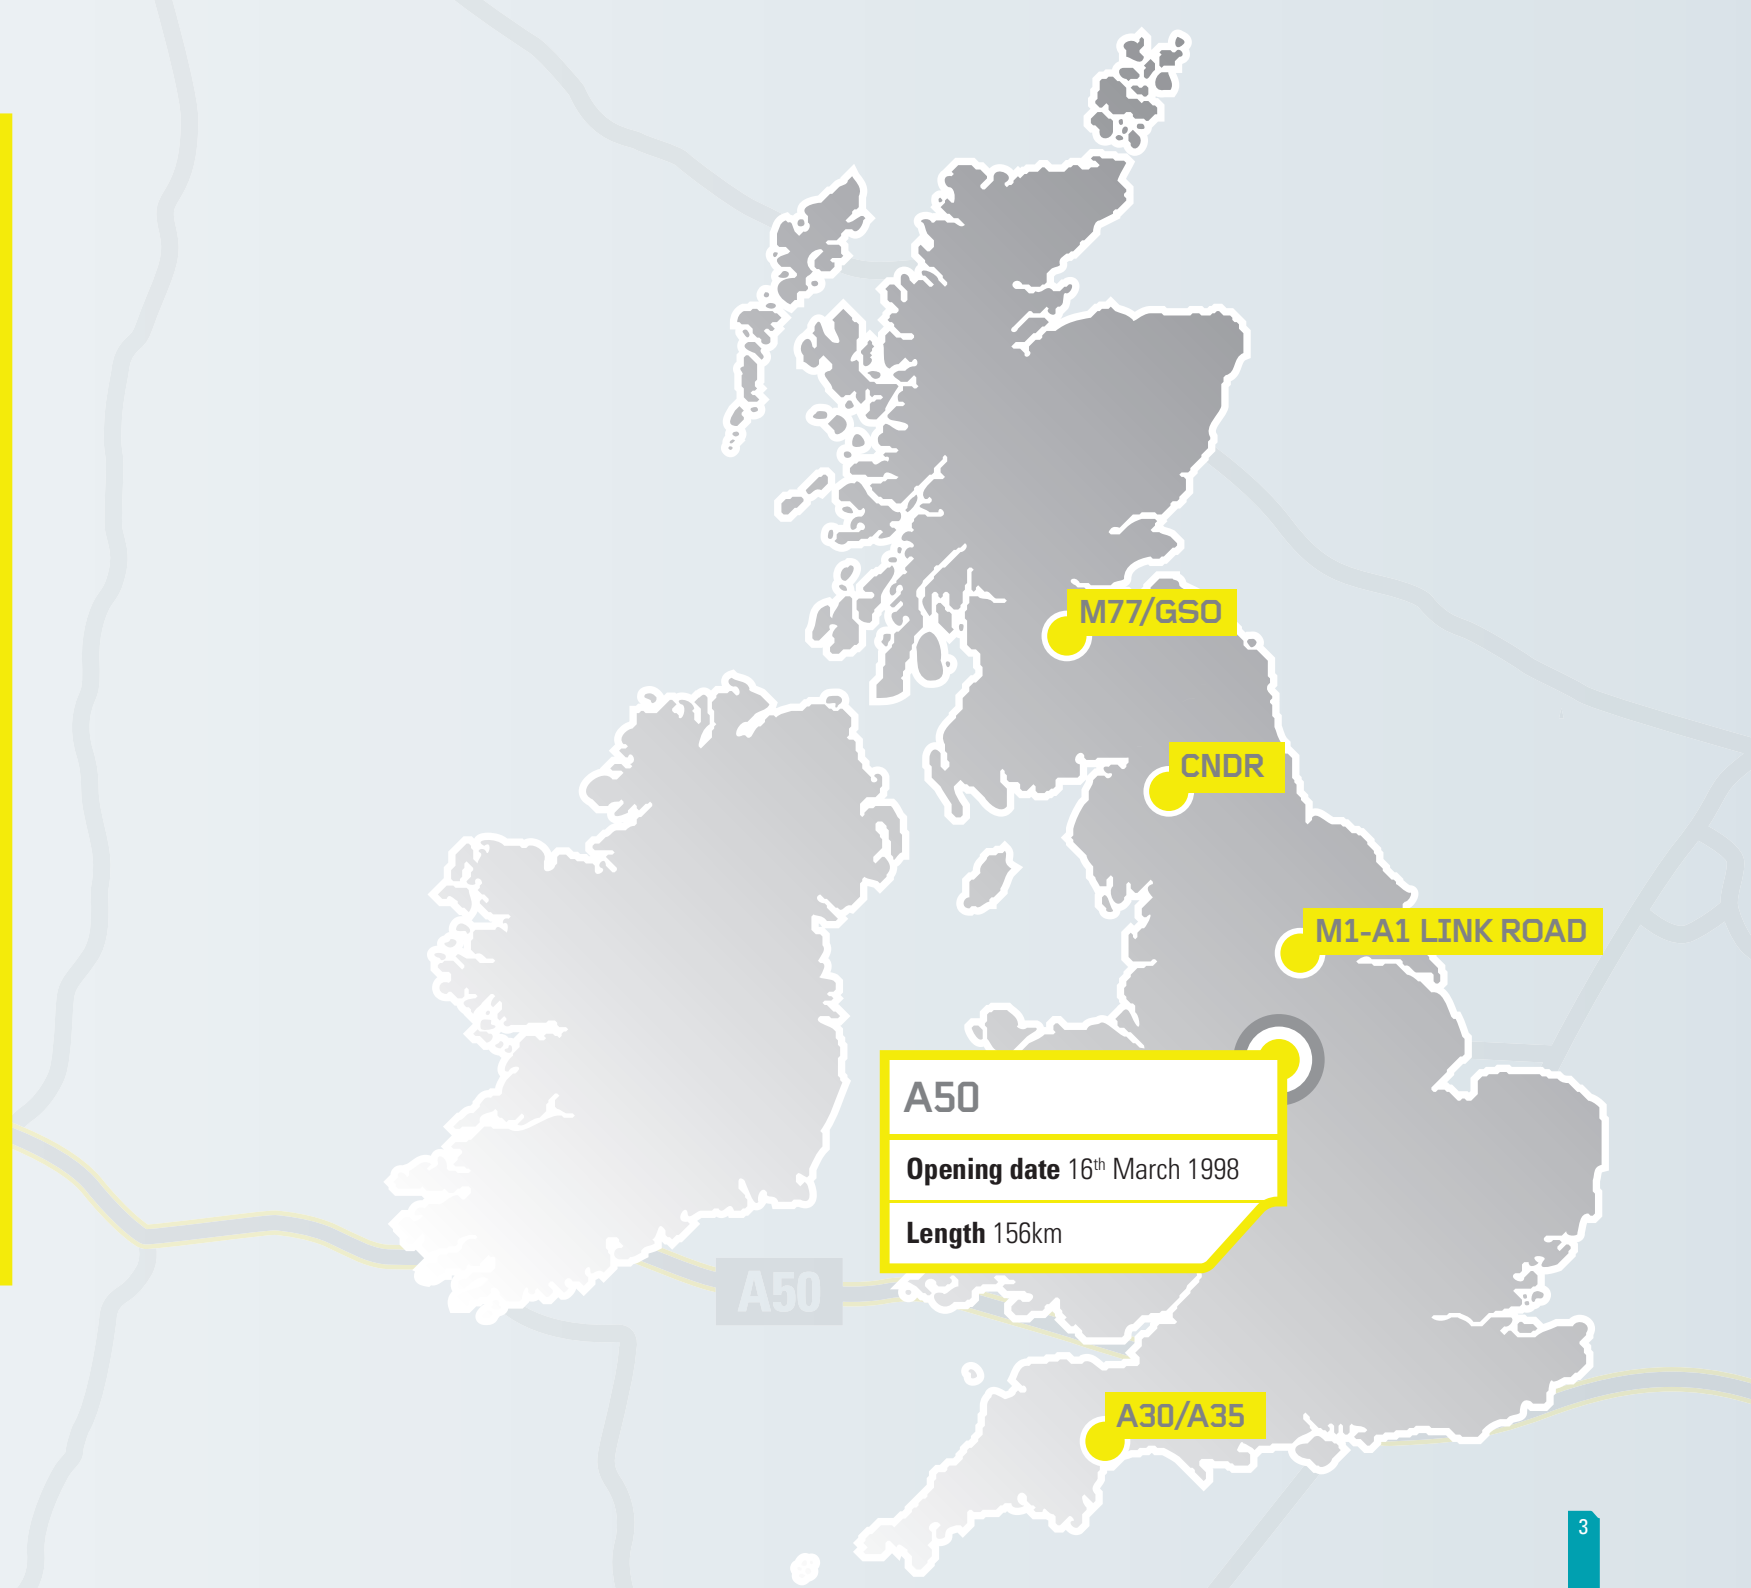 M77/GSO
CNDR
M1-A1 LINK ROAD
A50
Opening date 16th March 1998
Length 156km
A50
A30/A35
3